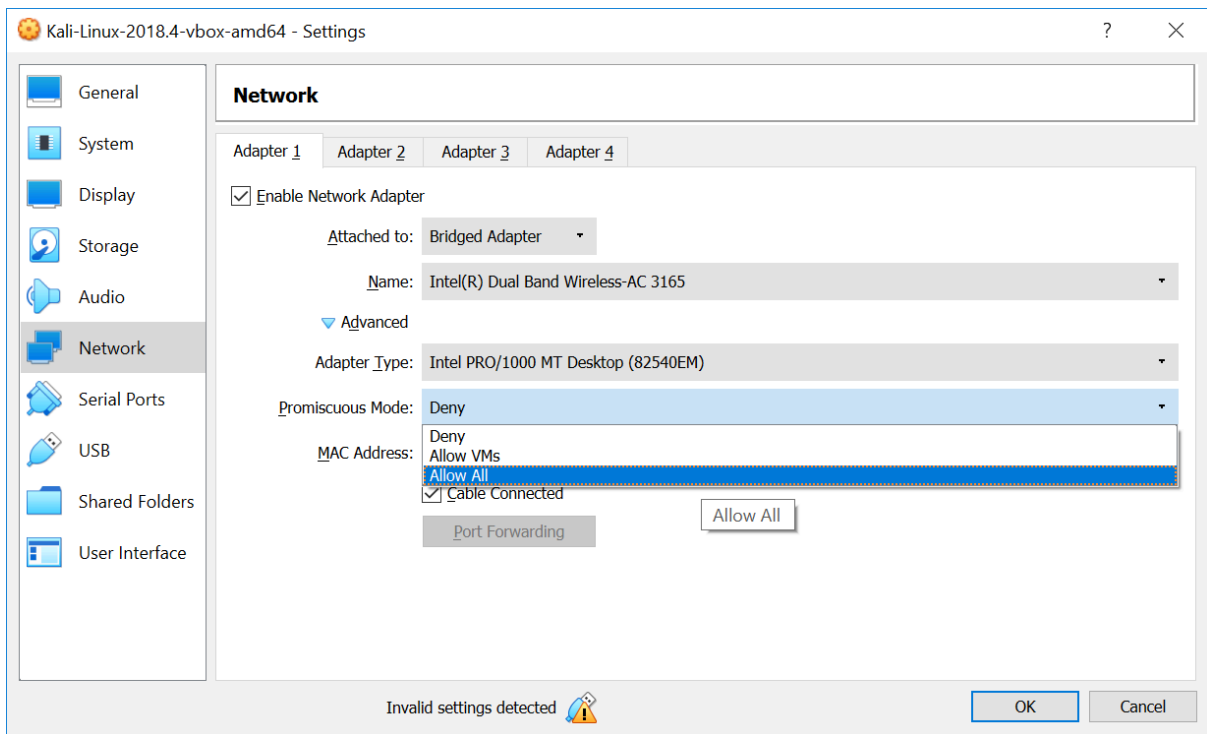 Kali-Linux-2018.4-vbox-amd64 - Settings ?
General
System
Display
Storage
Audio
Network
Serial Ports
USB
Shared Folders
User Interface
Network
Adapter 1 Adapter 2 Adapter 3 Adapter 4
Enable Network Adapter
Attached to: Bridged Adapter
Name: Intel(R) Dual Band Wireless-AC 3165
Advanced
Adapter Type: Intel PRO/1000 MT Desktop (82540EM)
Promiscuous Mode: Deny
Deny
MAC Address: Allow VMs
Allow All
Cable Connected
Allow All
Port Forwarding
Invalid settings detected
OK Cancel